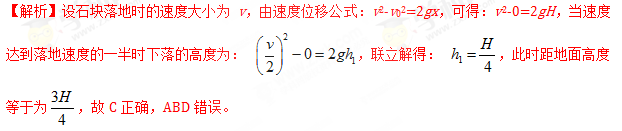 【解析】设石块落地时的速度大小为 v，由速度位移公式：v²-v₀²=2gx，可得：v²-0=2gH，当速度
达到落地速度的一半时下落的高度为：(v/2)²-0=2gh₁，联立解得：h₁=H/4，此时距地面高度
等于为3H/4，故 C 正确，ABD 错误。